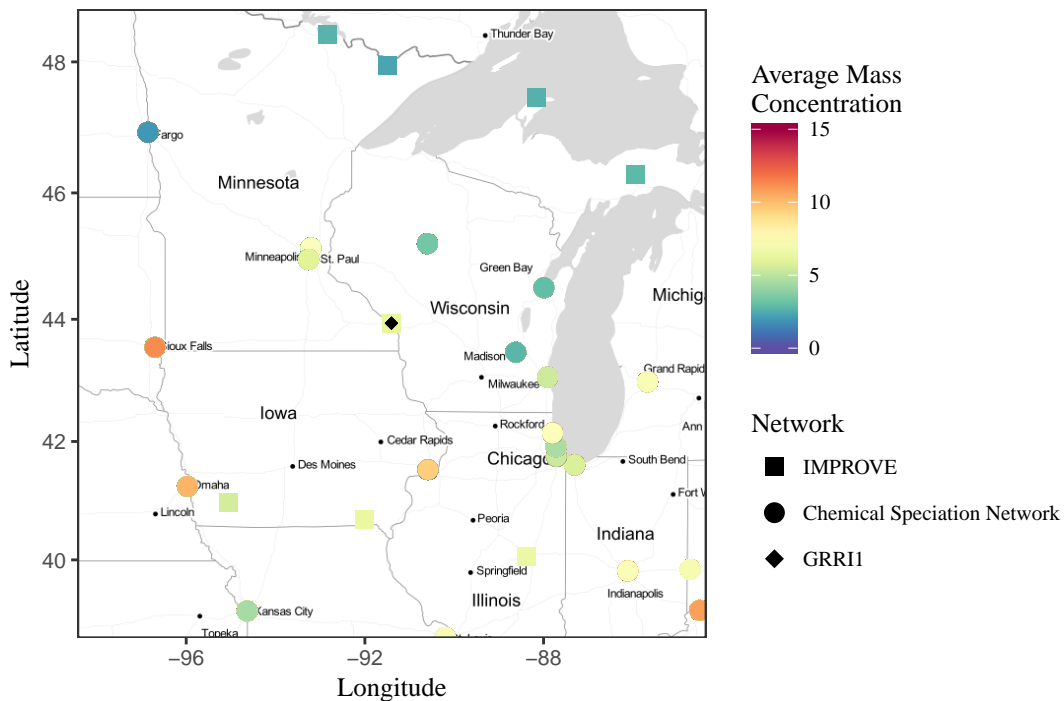 Thunder Bay
48
Fargo
46
Minnesota
Minneapolis
St. Paul
Green Bay
Wisconsin
Michiga
44
Sioux Falls
Madison
Milwaukee
Grand Rapid
Iowa
Rockford
Ann
42
Cedar Rapids
Chicago
South Bend
Des Moines
Omaha
Fort W
Lincoln
Peoria
Indiana
40
Springfield
Illinois
Indianapolis
Kansas City
Topeka
−96
−92
−88
Longitude
Latitude
Average Mass
Concentration
15
10
5
0
Network
IMPROVE
Chemical Speciation Network
GRRI1